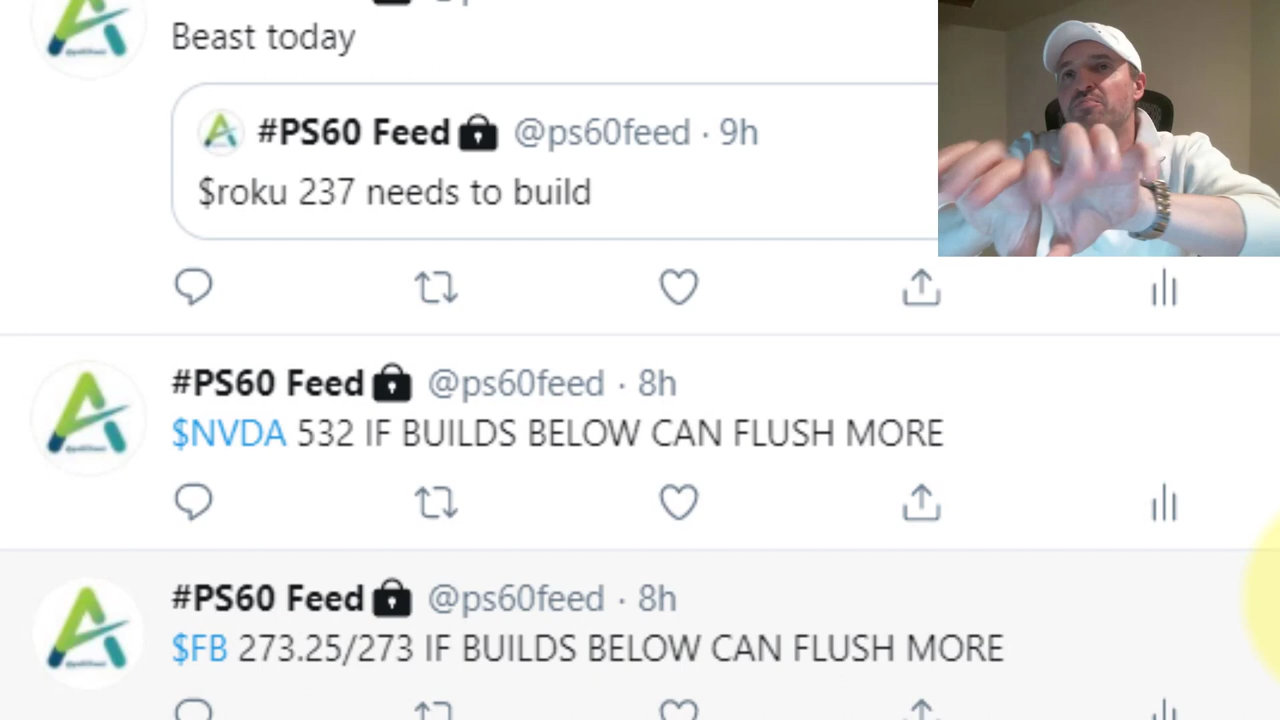 Beast today
#PS60 Feed @ps60feed · 9h
$roku 237 needs to build
#PS60 Feed @ps60feed · 8h
$NVDA 532 IF BUILDS BELOW CAN FLUSH MORE
#PS60 Feed @ps60feed · 8h
$FB 273.25/273 IF BUILDS BELOW CAN FLUSH MORE